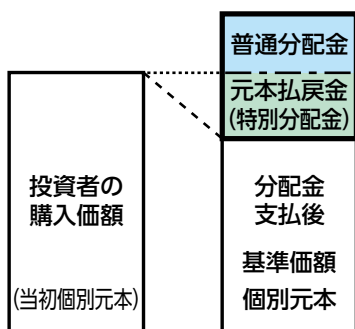 普通分配金
元本払戻金
(特別分配金)
投資者の
購入価額
(当初個別元本)
分配金
支払後
基準価額
個別元本